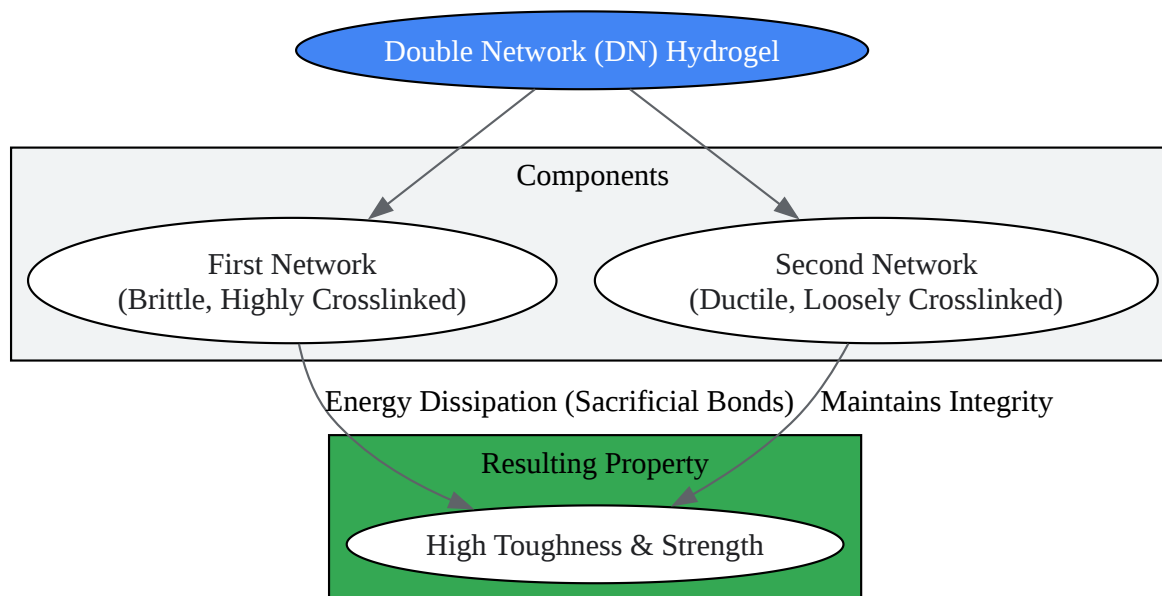 Double Network (DN) Hydrogel
Components
First Network
(Brittle, Highly Crosslinked)
Second Network
(Ductile, Loosely Crosslinked)
Energy Dissipation (Sacrificial Bonds)
Maintains Integrity
Resulting Property
High Toughness & Strength